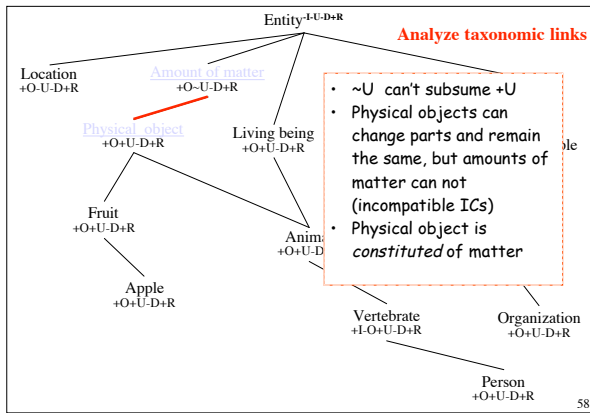 Entity-I-U-D+R
Analyze taxonomic links
Location
+O-U-D+R
Amount of matter
+O~U-D+R
Physical object
+O+U-D+R
Living being
+O+U-D+R
• ~U can't subsume +U
• Physical objects can
change parts and remain
the same, but amounts of
matter can not
(incompatible ICs)
• Physical object is
constituted of matter
Fruit
+O+U-D+R
Apple
+O+U-D+R
Vertebrate
+I-O+U-D+R
Organization
+O+U-D+R
Person
+O+U-D+R
58